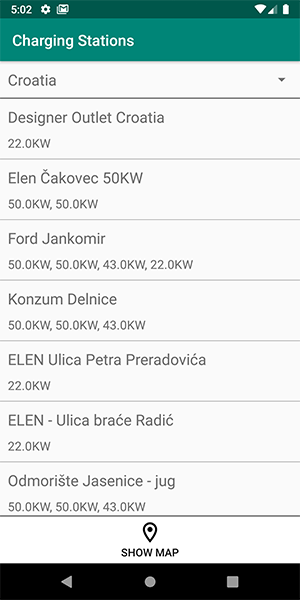 5:02
Charging Stations
Croatia
Designer Outlet Croatia
22.0KW
Elen Čakovec 50KW
50.0KW, 50.0KW
Ford Jankomir
50.0KW, 50.0KW, 43.0KW, 22.0KW
Konzum Delnice
50.0KW, 50.0KW, 43.0KW
ELEN Ulica Petra Preradovića
22.0KW
ELEN - Ulica braće Radić
22.0KW
Odmorište Jasenice - jug
50.0KW, 50.0KW, 43.0KW
SHOW MAP